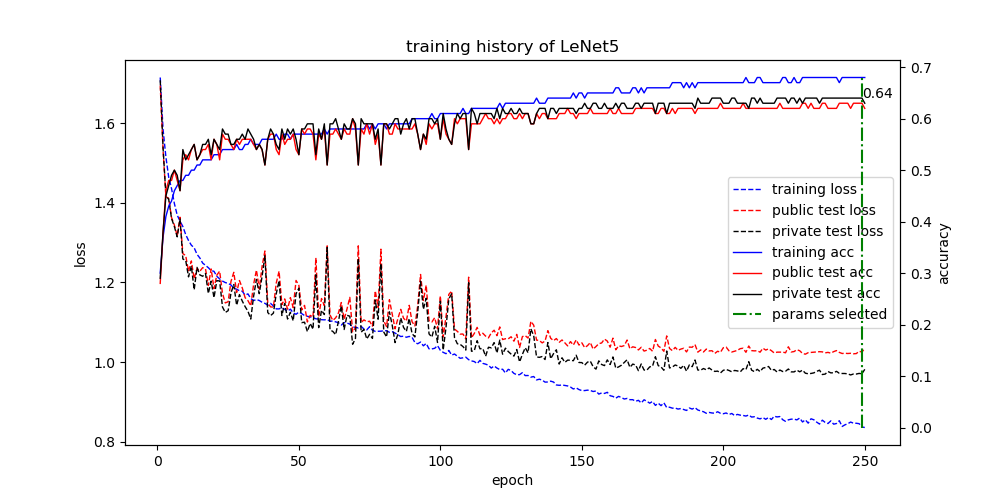 training history of LeNet5
loss
1.6
1.4
1.2
1.0
0.8
0
50
100
150
200
250
epoch
0.7
0.6
0.5
0.4
0.3
0.2
0.1
0.0
accuracy
0.64
training loss
public test loss
private test loss
training acc
public test acc
private test acc
params selected